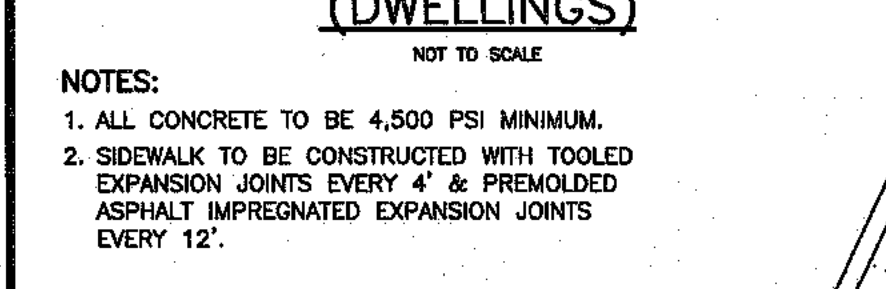 (DWELLINGS)
NOT TO SCALE
NOTES:
1. ALL CONCRETE TO BE 4,500 PSI MINIMUM.
2. SIDEWALK TO BE CONSTRUCTED WITH TOOLED
EXPANSION JOINTS EVERY 4' & PREMOLDED
ASPHALT IMPREGNATED EXPANSION JOINTS
EVERY 12'.